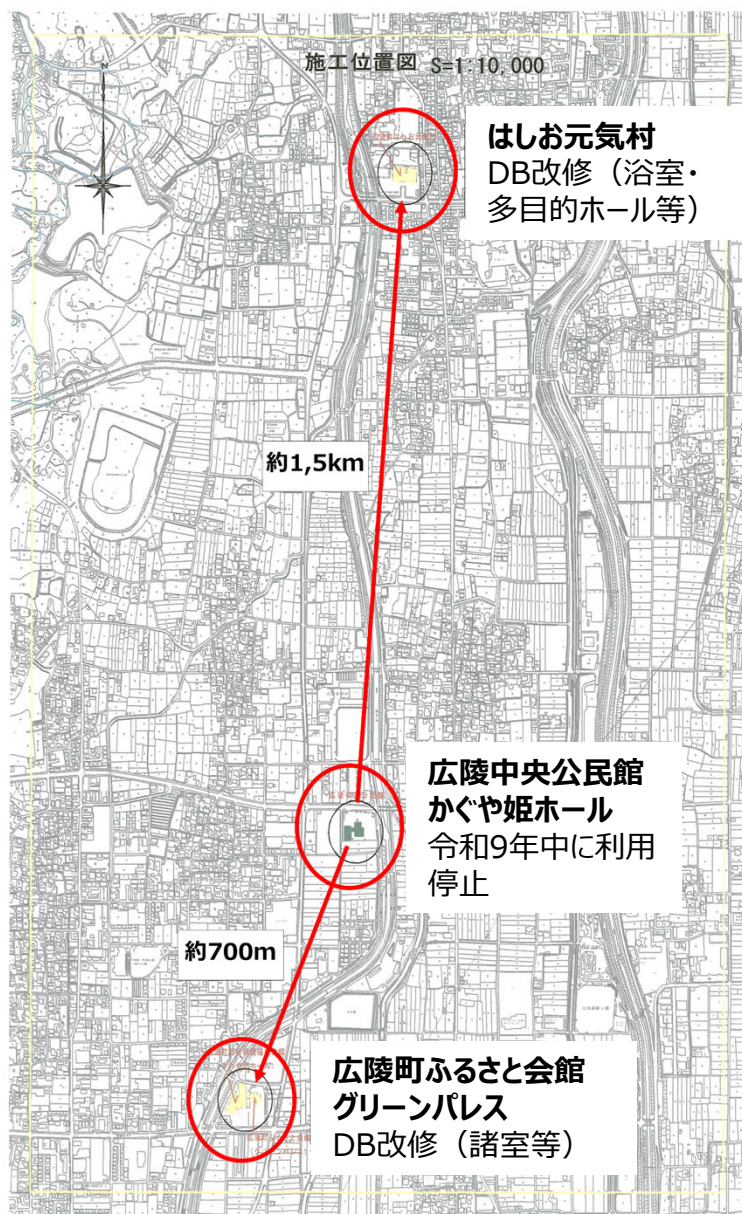 施工位置図 S=1:10,000
N
はしお元気村
DB改修（浴室・
多目的ホール等）
約1,5km
広陵中央公民館
かぐや姫ホール
令和9年中に利用
停止
約700m
広陵町ふるさと会館
グリーンパレス
DB改修（諸室等）